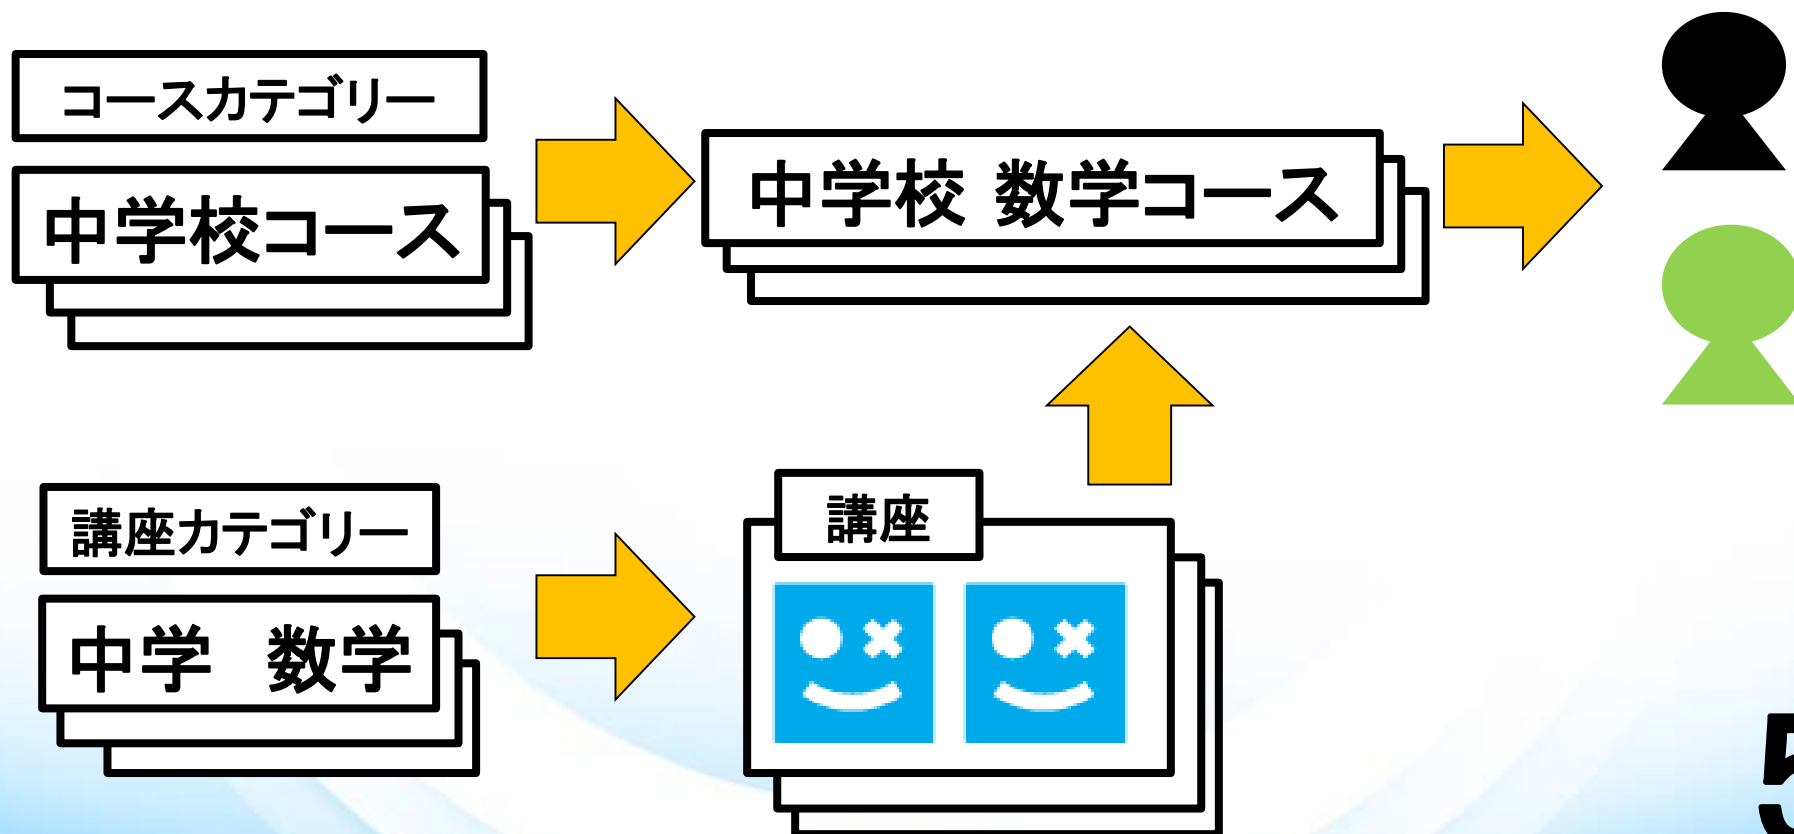 コースカテゴリー
中学校コース
中学校 数学コース
講座カテゴリー
中学　数学
講座
5